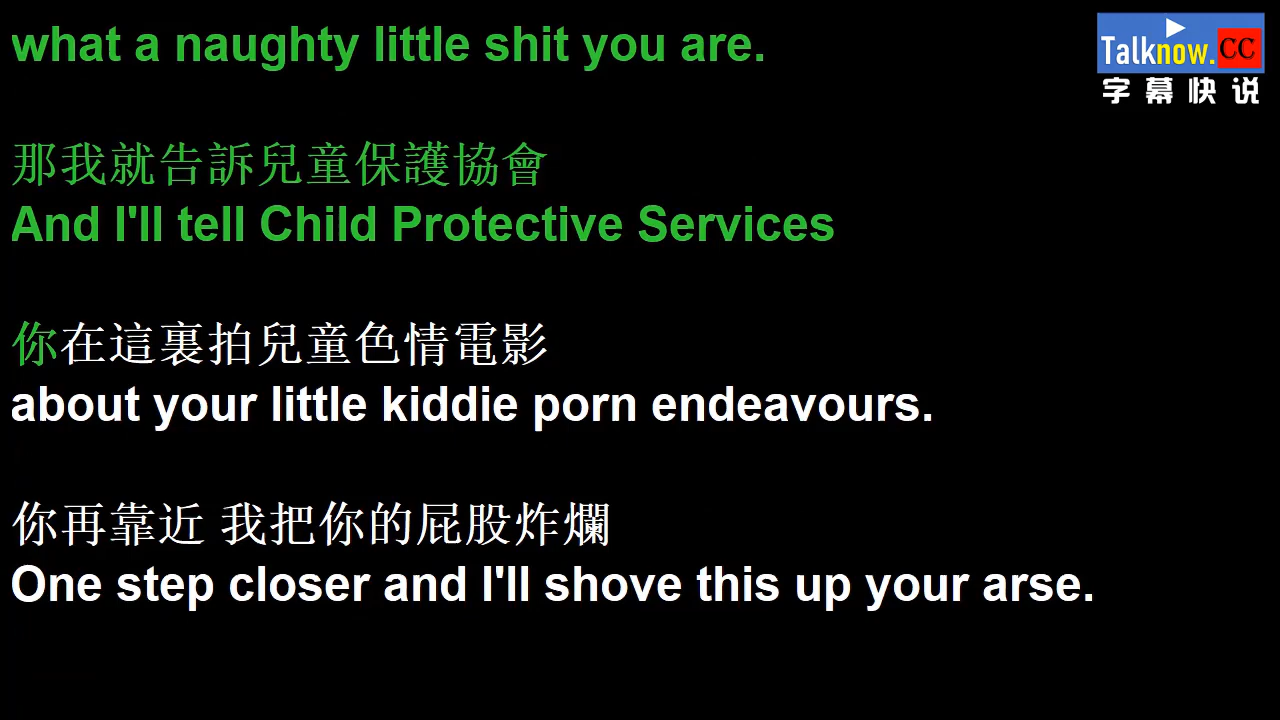 what a naughty little shit you are.
Talknow.CC
字幕快说
那我就告訴兒童保護協會
And I'll tell Child Protective Services
你在這裏拍兒童色情電影
about your little kiddie porn endeavours.
你再靠近 我把你的屁股炸爛
One step closer and I'll shove this up your arse.